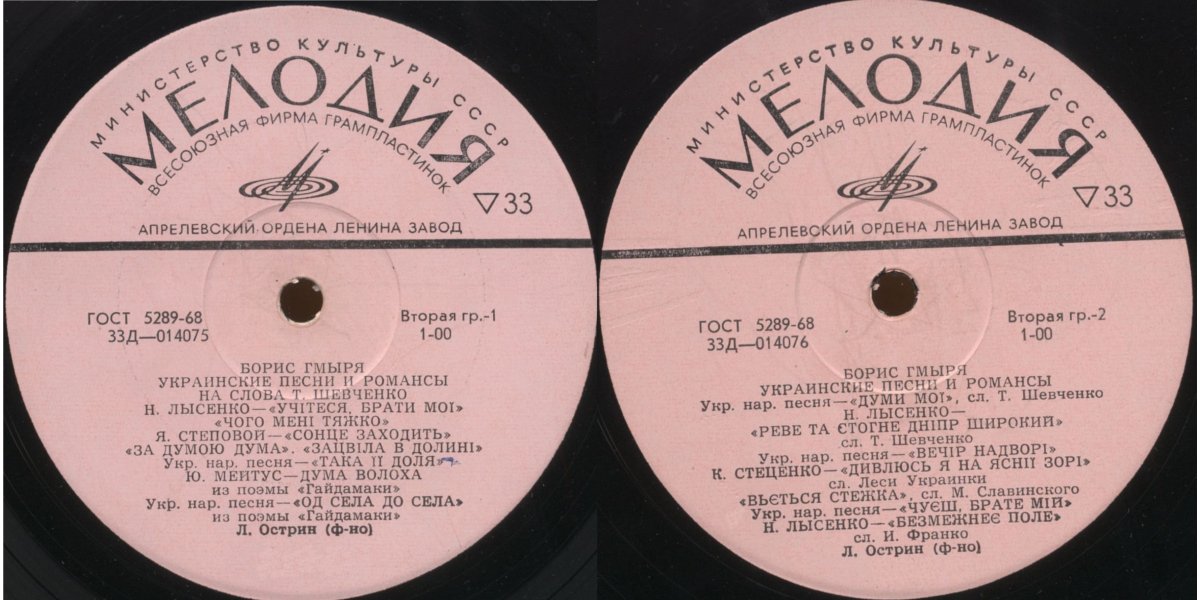 МИНИСТЕРСТВО КУЛЬТУРЫ СССР
МЕЛОДИЯ
ВСЕСОЮЗНАЯ ФИРМА ГРАМПЛАСТИНОК
▽33
АПРЕЛЕВСКИЙ ОРДЕНА ЛЕНИНА ЗАВОД
ГОСТ 5289-68
33Д—014075
Вторая гр.-1
1-00
БОРИС ГМЫРЯ
УКРАИНСКИЕ ПЕСНИ И РОМАНСЫ
НА СЛОВА Т. ШЕВЧЕНКО
Н. ЛЫСЕНКО—«УЧІТЕСЯ, БРАТИ МОЇ»
«ЧОГО МЕНІ ТЯЖКО»
Я. СТЕПОВОЙ—«СОНЦЕ ЗАХОДИТЬ»
«ЗА ДУМОЮ ДУМА». «ЗАЦВІЛА В ДОЛИНІ»
Укр. нар. песня—«ТАКА ЇЇ ДОЛЯ»
Ю. МЕЙТУС—ДУМА ВОЛОХА
из поэмы «Гайдамаки»
Укр. нар. песня—«ОД СЕЛА ДО СЕЛА»
из поэмы «Гайдамаки»
Л. Острин (ф-но)
МИНИСТЕРСТВО КУЛЬТУРЫ СССР
МЕЛОДИЯ
ВСЕСОЮЗНАЯ ФИРМА ГРАМПЛАСТИНОК
▽33
АПРЕЛЕВСКИЙ ОРДЕНА ЛЕНИНА ЗАВОД
ГОСТ 5289-68
33Д—014076
Вторая гр.-2
1-00
БОРИС ГМЫРЯ
УКРАИНСКИЕ ПЕСНИ И РОМАНСЫ
Укр. нар. песня—«ДУМИ МОЇ», сл. Т. Шевченко
Н. ЛЫСЕНКО—
«РЕВЕ ТА СТОГНЕ ДНІПР ШИРОКИЙ»
сл. Т. Шевченко
Укр. нар. песня—«ВЕЧІР НАДВОРІ»
К. СТЕЦЕНКО—«ДИВЛЮСЬ Я НА ЯСНІЇ ЗОРІ»
сл. Леси Украинки
«ВЬЕТЬСЯ СТЕЖКА», сл. М. Славинского
Укр. нар. песня—«ЧУЄШ, БРАТЕ МІЙ»
Н. ЛЫСЕНКО—«БЕЗМЕЖНЕЄ ПОЛЕ»
сл. И. Франко
Л. Острин (ф-но)